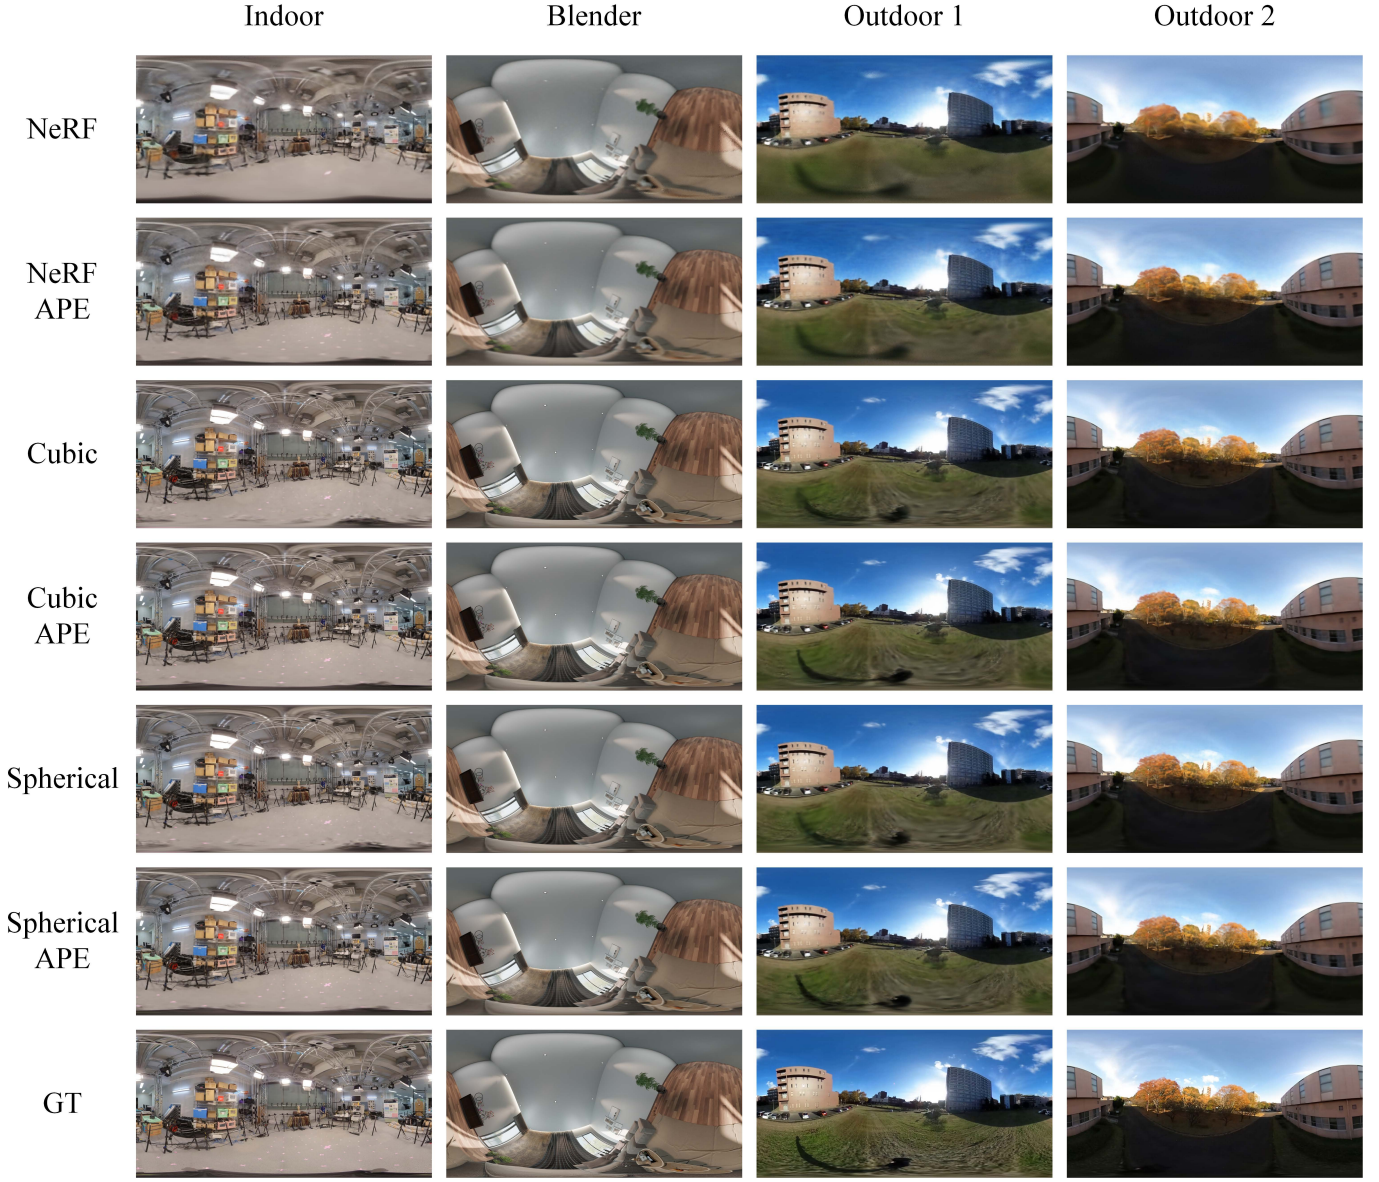 Indoor Blender Outdoor 1 Outdoor 2
NeRF
NeRF
APE
Cubic
Cubic
APE
Spherical
Spherical
APE
GT